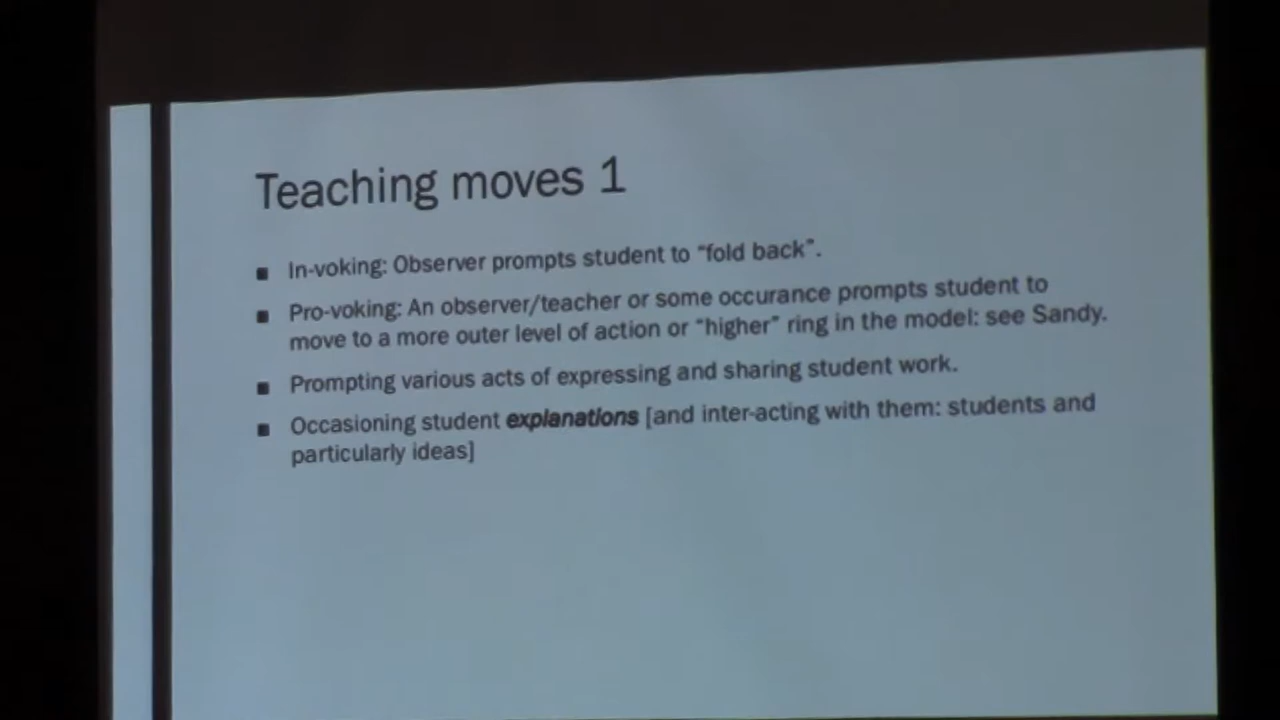 Teaching moves 1
▪ In-voking: Observer prompts student to “fold back”.
▪ Pro-voking: An observer/teacher or some occurance prompts student to
move to a more outer level of action or “higher” ring in the model: see Sandy.
▪ Prompting various acts of expressing and sharing student work.
▪ Occasioning student explanations [and inter-acting with them: students and
particularly ideas]